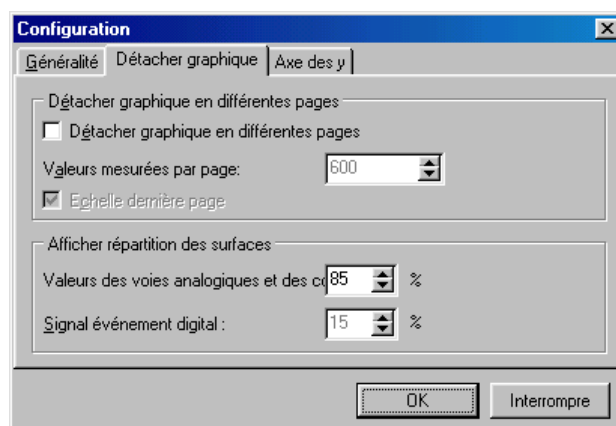 Configuration
Généralité Détacher graphique Axe des y
Détacher graphique en différentes pages
Détacher graphique en différentes pages
Valeurs mesurées par page: 600
Echelle dernière page
Afficher répartition des surfaces
Valeurs des voies analogiques et des co 85 %
Signal événement digital : 15 %
OK Interrompre